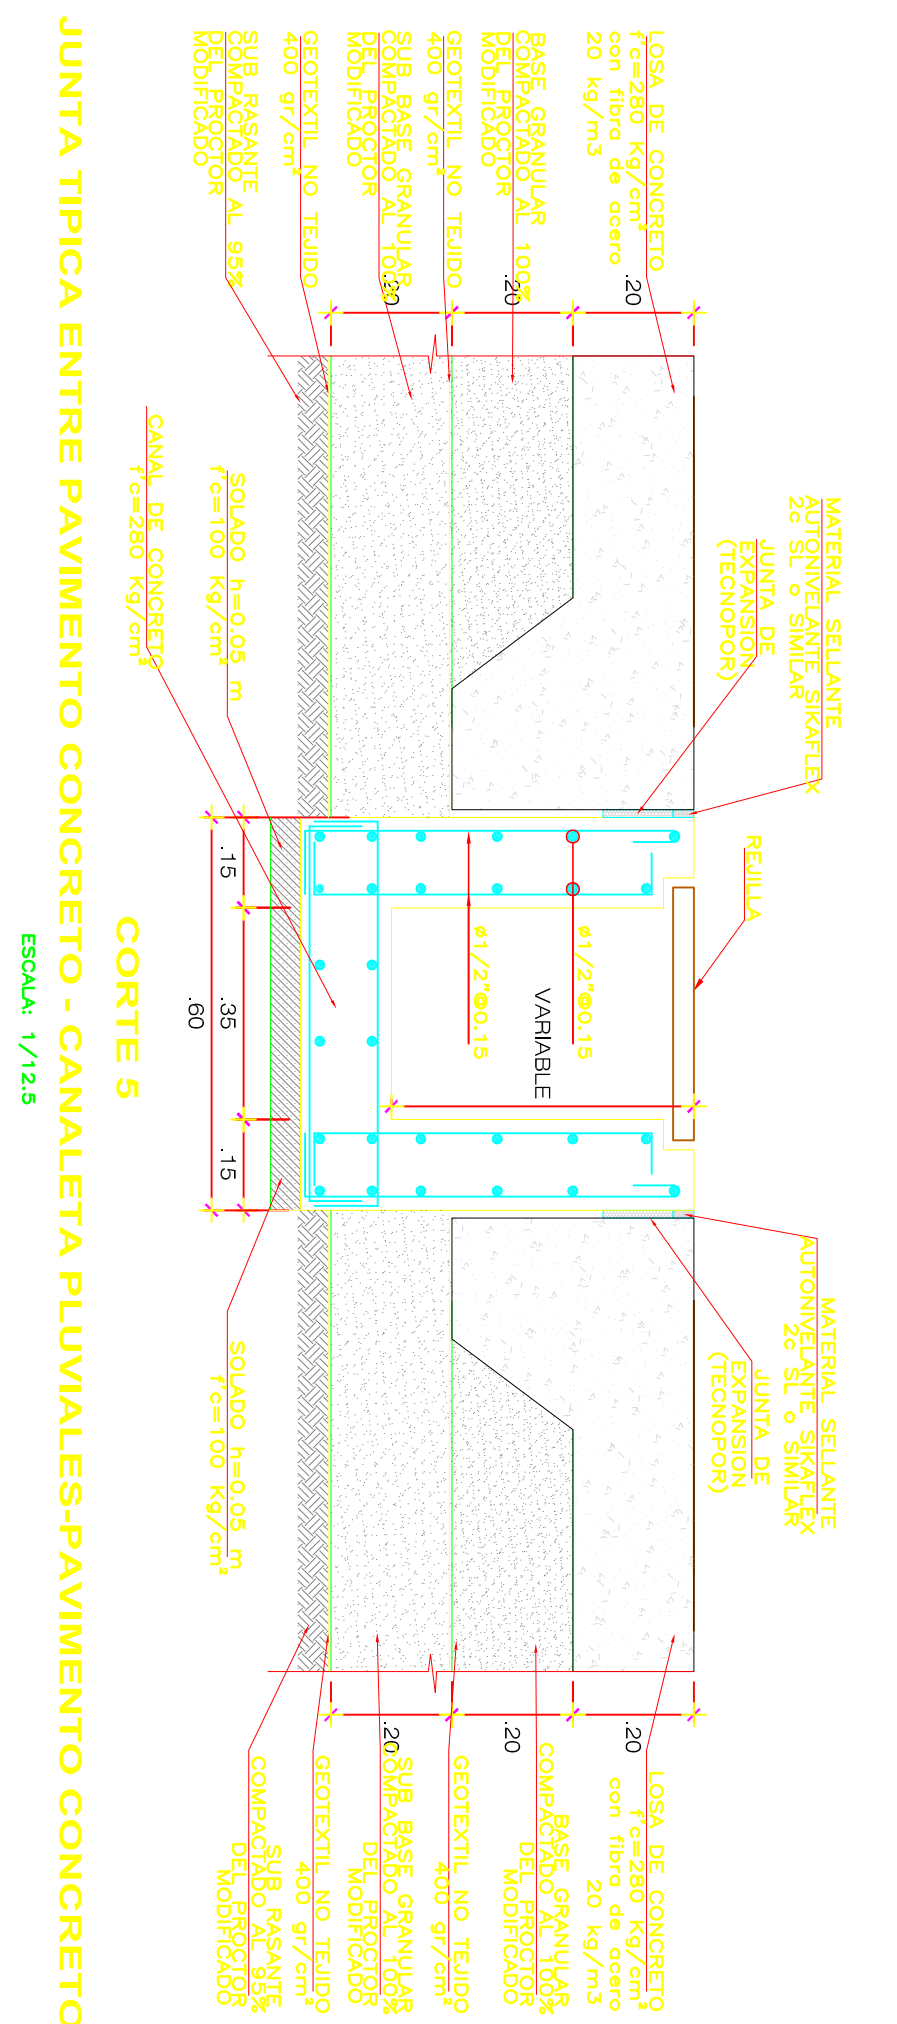 MATERIAL SELLANTE
AUTONIVELANTE SIKAFLEX
2c SL o SIMILAR
JUNTA DE
EXPANSION
(TECNOPOR)
REJILLA
MATERIAL SELLANTE
AUTONIVELANTE SIKAFLEX
2c SL o SIMILAR
JUNTA DE
EXPANSION
(TECNOPOR)
LOSA DE CONCRETO
f'c=280 Kg/cm²
con fibra de acero
20 kg/m3
BASE GRANULAR
COMPACTADO AL 100%
DEL PROCTOR
MODIFICADO
GEOTEXTIL NO TEJIDO
400 gr/cm²
SUB BASE GRANULAR
COMPACTADO AL 100%
DEL PROCTOR
MODIFICADO
GEOTEXTIL NO TEJIDO
400 gr/cm²
SUB RASANTE
COMPACTADO AL 95%
DEL PROCTOR
MODIFICADO
.20
.20
.20
ø1/2"@0.15
VARIABLE
ø1/2"@0.15
.20
.20
.20
LOSA DE CONCRETO
f'c=280 Kg/cm²
con fibra de acero
20 kg/m3
BASE GRANULAR
COMPACTADO AL 100%
DEL PROCTOR
MODIFICADO
GEOTEXTIL NO TEJIDO
400 gr/cm²
SUB BASE GRANULAR
COMPACTADO AL 100%
DEL PROCTOR
MODIFICADO
GEOTEXTIL NO TEJIDO
400 gr/cm²
SUB RASANTE
COMPACTADO AL 95%
DEL PROCTOR
MODIFICADO
SOLADO h=0.05 m
f'c=100 Kg/cm²
CANAL DE CONCRETO
f'c=280 Kg/cm²
.15
.35
.15
.60
SOLADO h=0.05 m
f'c=100 Kg/cm²
CORTE 5
JUNTA TIPICA ENTRE PAVIMENTO CONCRETO - CANALETA PLUVIALES-PAVIMENTO CONCRETO
ESCALA: 1/12.5